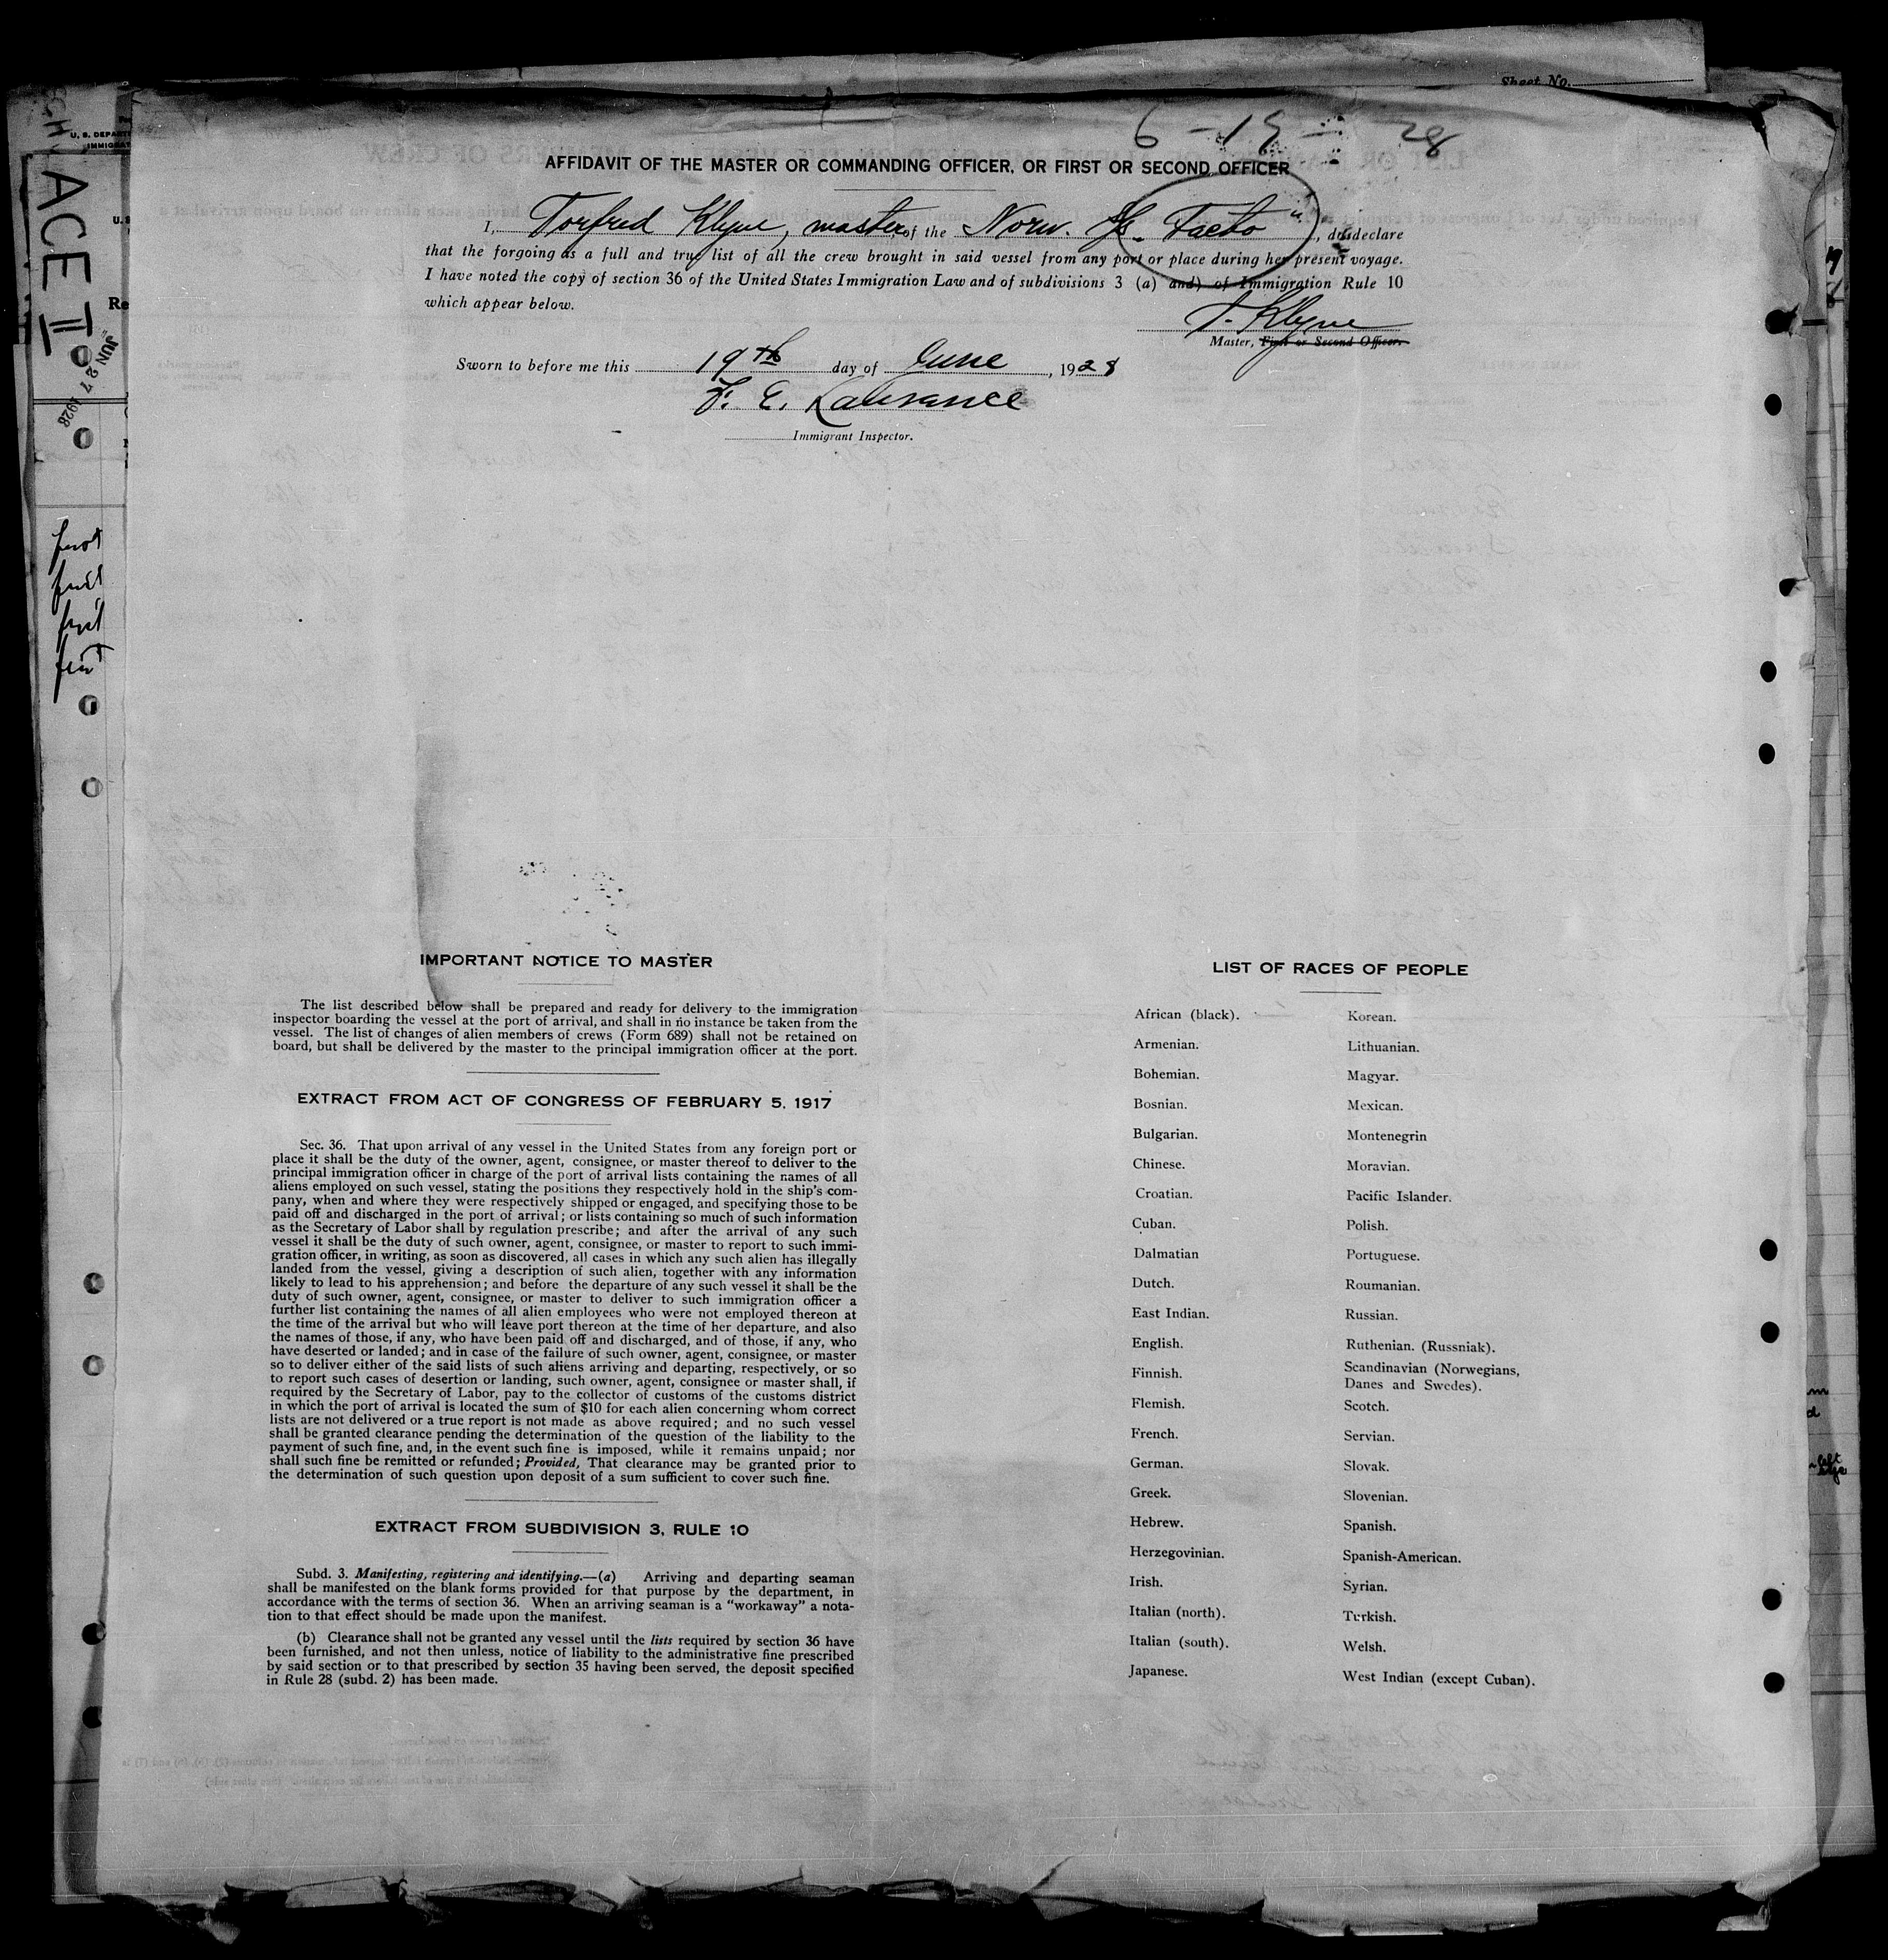 Sheet No.
U. S. DEPART
IMMIGRAT
ACE II
JUN 27 1928
6-19-28
AFFIDAVIT OF THE MASTER OR COMMANDING OFFICER, OR FIRST OR SECOND OFFICER
I, Torfred Klyve, master of the Norw. S/s. "Facto", do declare
that the forgoing is a full and true list of all the crew brought in said vessel from any port or place during her present voyage.
I have noted the copy of section 36 of the United States Immigration Law and of subdivisions 3 (a) and) of Immigration Rule 10
which appear below.
T. Klyve
Master, First or Second Officer.
Sworn to before me this 19th day of June, 1928
F. E. Laurance
Immigrant Inspector.
IMPORTANT NOTICE TO MASTER
The list described below shall be prepared and ready for delivery to the immigration
inspector boarding the vessel at the port of arrival, and shall in no instance be taken from the
vessel. The list of changes of alien members of crews (Form 689) shall not be retained on
board, but shall be delivered by the master to the principal immigration officer at the port.
EXTRACT FROM ACT OF CONGRESS OF FEBRUARY 5, 1917
Sec. 36. That upon arrival of any vessel in the United States from any foreign port or
place it shall be the duty of the owner, agent, consignee, or master thereof to deliver to the
principal immigration officer in charge of the port of arrival lists containing the names of all
aliens employed on such vessel, stating the positions they respectively hold in the ship's com-
pany, when and where they were respectively shipped or engaged, and specifying those to be
paid off and discharged in the port of arrival; or lists containing so much of such information
as the Secretary of Labor shall by regulation prescribe; and after the arrival of any such
vessel it shall be the duty of such owner, agent, consignee, or master to report to such immi-
gration officer, in writing, as soon as discovered, all cases in which any such alien has illegally
landed from the vessel, giving a description of such alien, together with any information
likely to lead to his apprehension; and before the departure of any such vessel it shall be the
duty of such owner, agent, consignee, or master to deliver to such immigration officer a
further list containing the names of all alien employees who were not employed thereon at
the time of the arrival but who will leave port thereon at the time of her departure, and also
the names of those, if any, who have been paid off and discharged, and of those, if any, who
have deserted or landed; and in case of the failure of such owner, agent, consignee, or master
so to deliver either of the said lists of such aliens arriving and departing, respectively, or so
to report such cases of desertion or landing, such owner, agent, consignee or master shall, if
required by the Secretary of Labor, pay to the collector of customs of the customs district
in which the port of arrival is located the sum of $10 for each alien concerning whom correct
lists are not delivered or a true report is not made as above required; and no such vessel
shall be granted clearance pending the determination of the question of the liability to the
payment of such fine, and, in the event such fine is imposed, while it remains unpaid; nor
shall such fine be remitted or refunded; Provided, That clearance may be granted prior to
the determination of such question upon deposit of a sum sufficient to cover such fine.
EXTRACT FROM SUBDIVISION 3, RULE 10
Subd. 3. Manifesting, registering and identifying.—(a) Arriving and departing seaman
shall be manifested on the blank forms provided for that purpose by the department, in
accordance with the terms of section 36. When an arriving seaman is a "workaway" a nota-
tion to that effect should be made upon the manifest.
(b) Clearance shall not be granted any vessel until the lists required by section 36 have
been furnished, and not then unless, notice of liability to the administrative fine prescribed
by said section or to that prescribed by section 35 having been served, the deposit specified
in Rule 28 (subd. 2) has been made.
LIST OF RACES OF PEOPLE
African (black).
Armenian.
Bohemian.
Bosnian.
Bulgarian.
Chinese.
Croatian.
Cuban.
Dalmatian
Dutch.
East Indian.
English.
Finnish.
Flemish.
French.
German.
Greek.
Hebrew.
Herzegovinian.
Irish.
Italian (north).
Italian (south).
Japanese.
Korean.
Lithuanian.
Magyar.
Mexican.
Montenegrin
Moravian.
Pacific Islander.
Polish.
Portuguese.
Roumanian.
Russian.
Ruthenian. (Russniak).
Scandinavian (Norwegians,
Danes and Swedes).
Scotch.
Servian.
Slovak.
Slovenian.
Spanish.
Spanish-American.
Syrian.
Turkish.
Welsh.
West Indian (except Cuban).